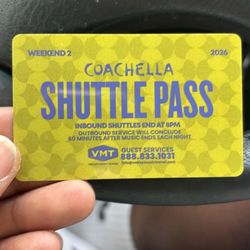 WEEKEND 2 2026
COACHELLA
SHUTTLE PASS
INBOUND SHUTTLES END AT 8PM
OUTBOUND SERVICE WILL CONCLUDE
60 MINUTES AFTER MUSIC ENDS EACH NIGHT
VMT GUEST SERVICES
888.633.1031